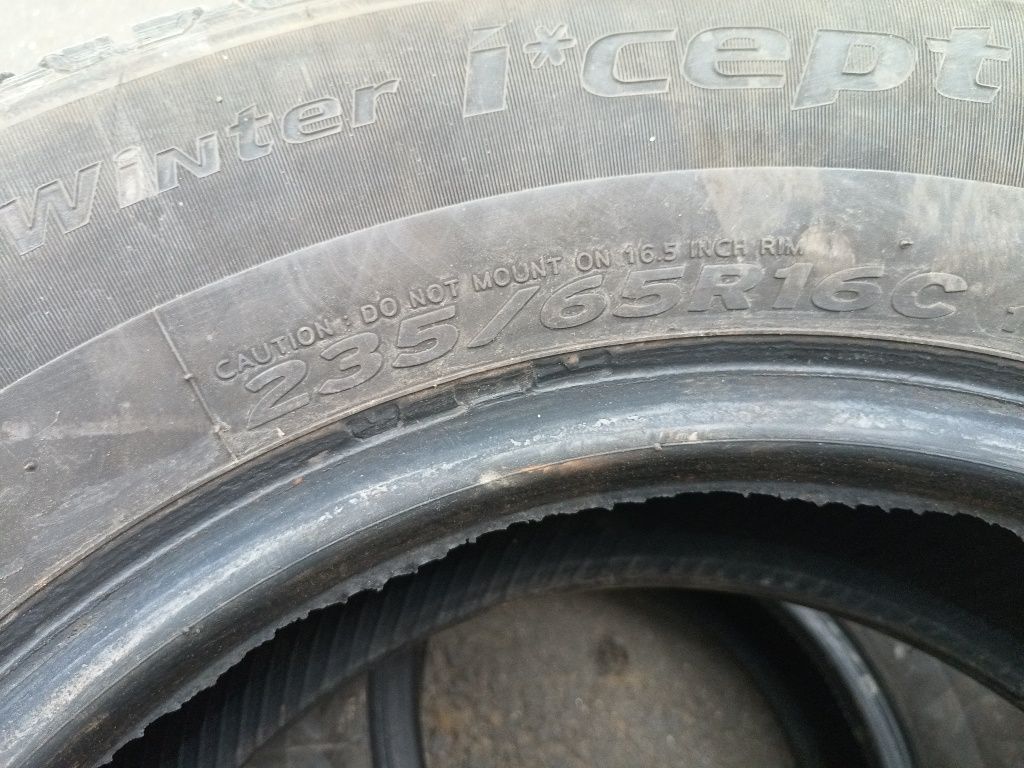 Winter i*cept
CAUTION : DO NOT MOUNT ON 16.5 INCH RIM
235/65R16C